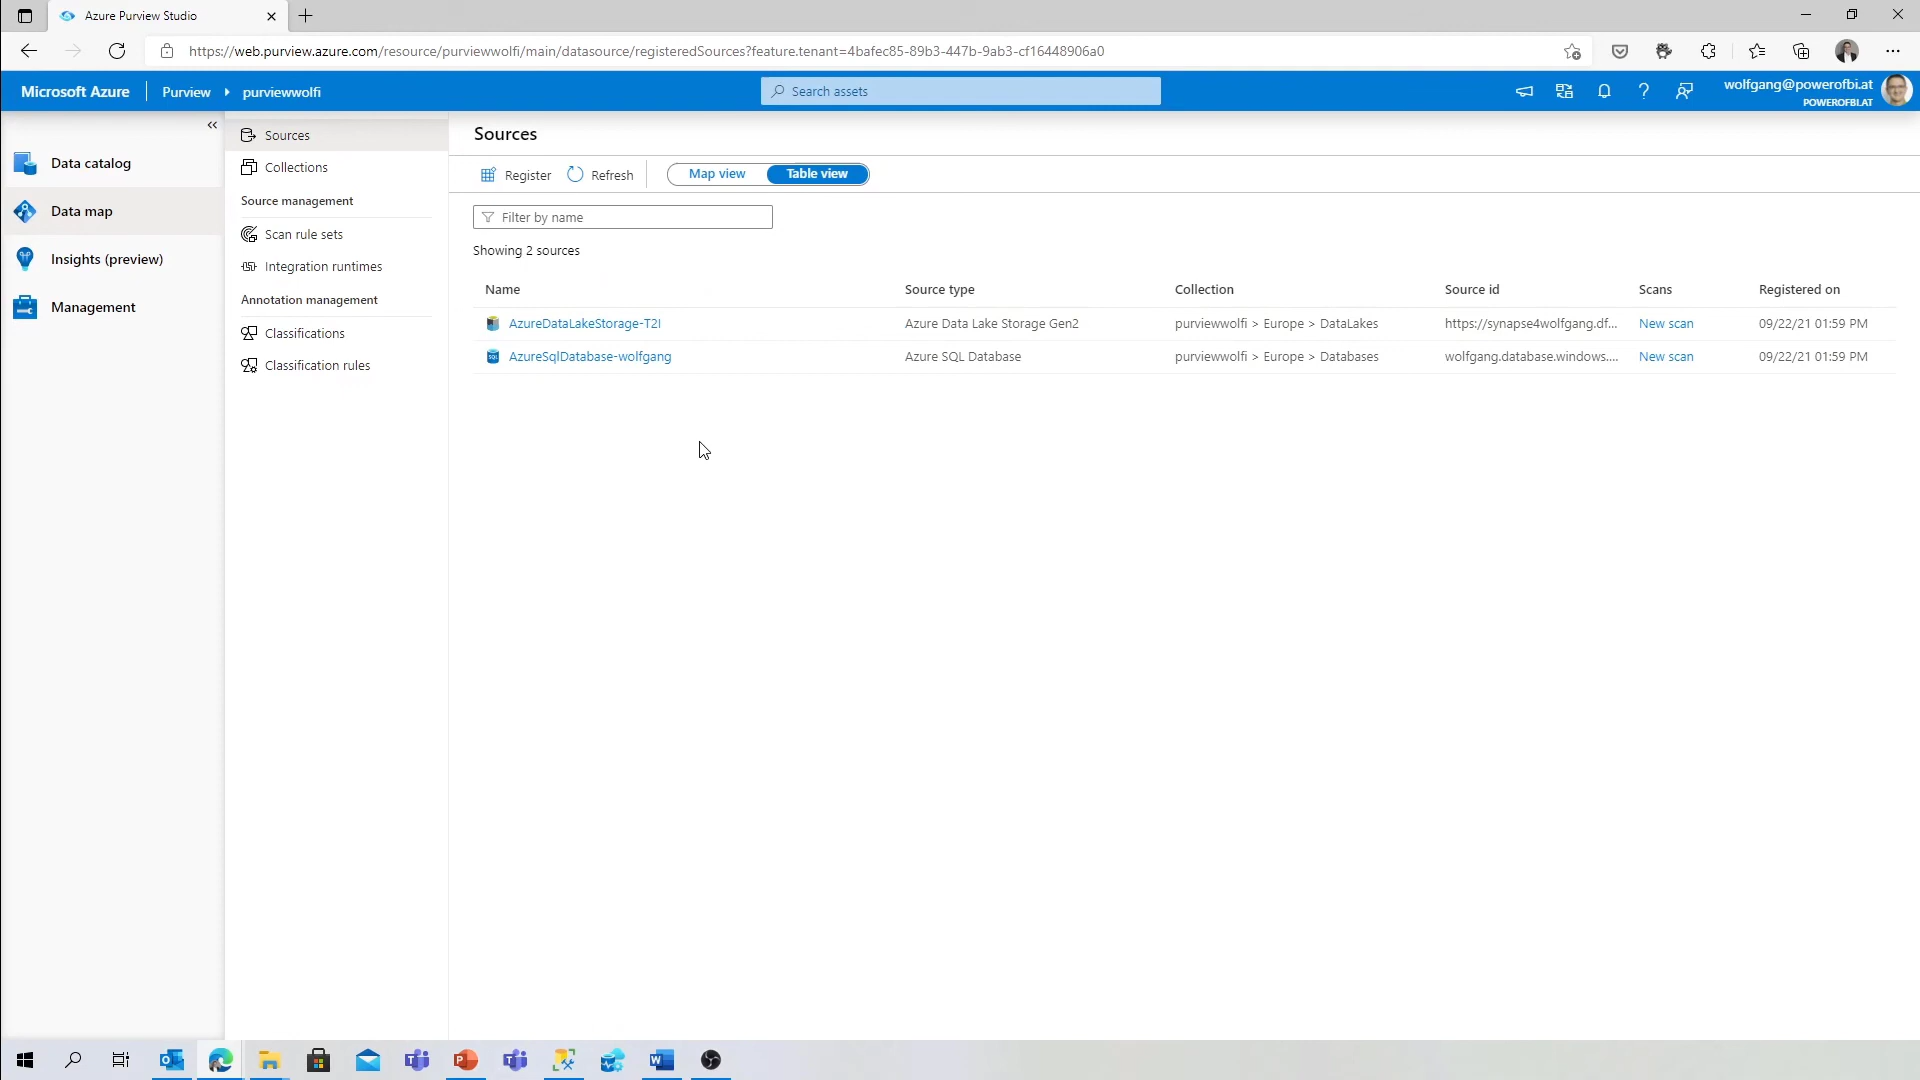 Azure Purview Studio
https://web.purview.azure.com/resource/purviewwolfi/main/datasource/registeredSources?feature.tenant=4bafec85-89b3-447b-9ab3-cf16448906a0
Microsoft Azure
Purview
purviewwolfi
Search assets
wolfgang@powerofbi.at
POWEROFBI.AT
Data catalog
Data map
Insights (preview)
Management
Sources
Collections
Source management
Scan rule sets
Integration runtimes
Annotation management
Classifications
Classification rules
Sources
Register
Refresh
Map view
Table view
Filter by name
Showing 2 sources
Name Source type Collection Source id Scans Registered on
AzureDataLakeStorage-T2I Azure Data Lake Storage Gen2 purviewwolfi > Europe > DataLakes https://synapse4wolfgang.df... New scan 09/22/21 01:59 PM
AzureSqlDatabase-wolfgang Azure SQL Database purviewwolfi > Europe > Databases wolfgang.database.windows.... New scan 09/22/21 01:59 PM